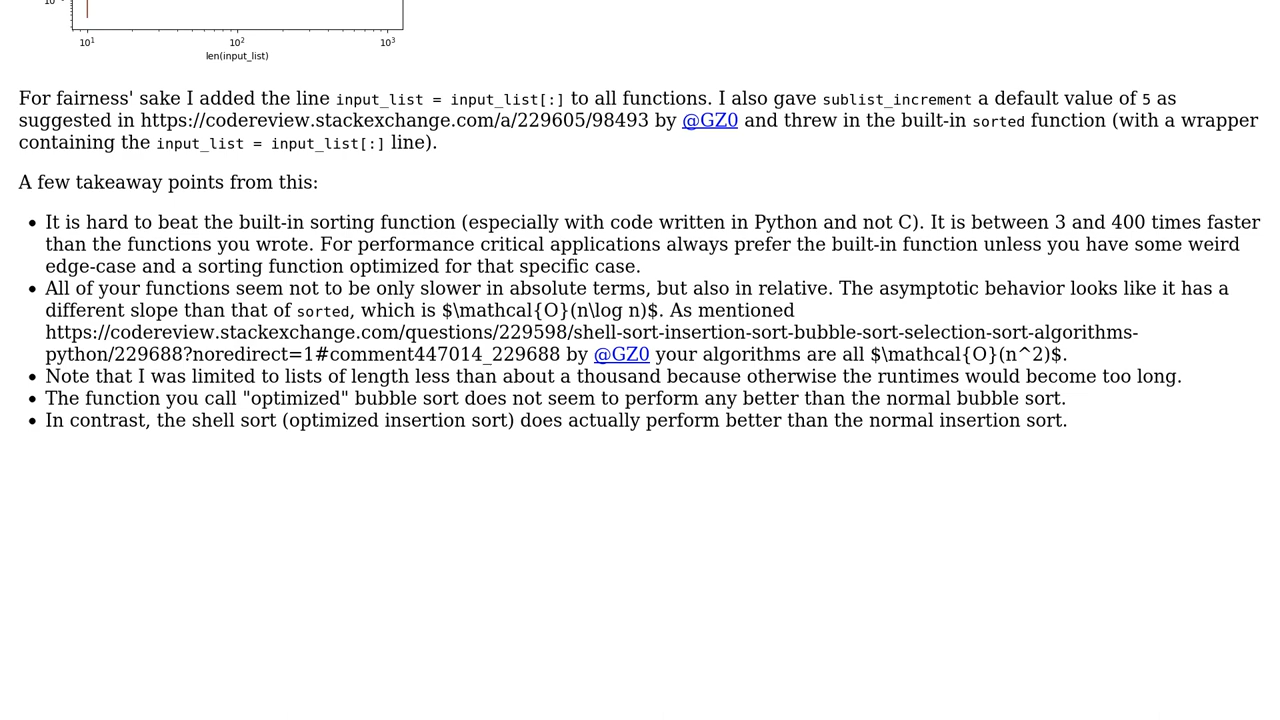 10¹ 10² 10³
len(input_list)
For fairness' sake I added the line input_list = input_list[:] to all functions. I also gave sublist_increment a default value of 5 as
suggested in https://codereview.stackexchange.com/a/229605/98493 by @GZ0 and threw in the built-in sorted function (with a wrapper
containing the input_list = input_list[:] line).
A few takeaway points from this:
• It is hard to beat the built-in sorting function (especially with code written in Python and not C). It is between 3 and 400 times faster
than the functions you wrote. For performance critical applications always prefer the built-in function unless you have some weird
edge-case and a sorting function optimized for that specific case.
• All of your functions seem not to be only slower in absolute terms, but also in relative. The asymptotic behavior looks like it has a
different slope than that of sorted, which is $\mathcal{O}(n\log n)$. As mentioned
https://codereview.stackexchange.com/questions/229598/shell-sort-insertion-sort-bubble-sort-selection-sort-algorithms-
python/229688?noredirect=1#comment447014_229688 by @GZ0 your algorithms are all $\mathcal{O}(n^2)$.
• Note that I was limited to lists of length less than about a thousand because otherwise the runtimes would become too long.
• The function you call "optimized" bubble sort does not seem to perform any better than the normal bubble sort.
• In contrast, the shell sort (optimized insertion sort) does actually perform better than the normal insertion sort.